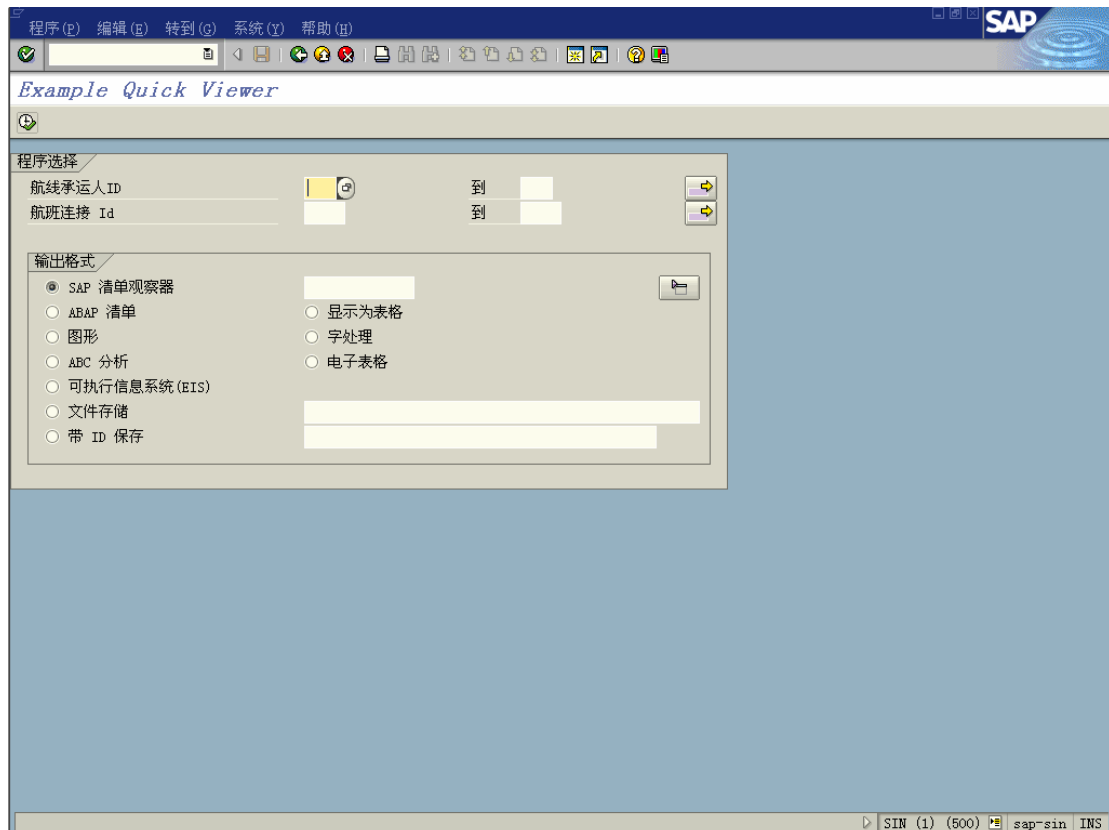 程序(P) 编辑(E) 转到(G) 系统(Y) 帮助(H)
SAP
Example Quick Viewer
程序选择
航线承运人ID 到
航班连接 Id 到
输出格式
SAP 清单观察器
ABAP 清单 显示为表格
图形 字处理
ABC 分析 电子表格
可执行信息系统(EIS)
文件存储
带 ID 保存
SIN (1) (500) sap-sin INS